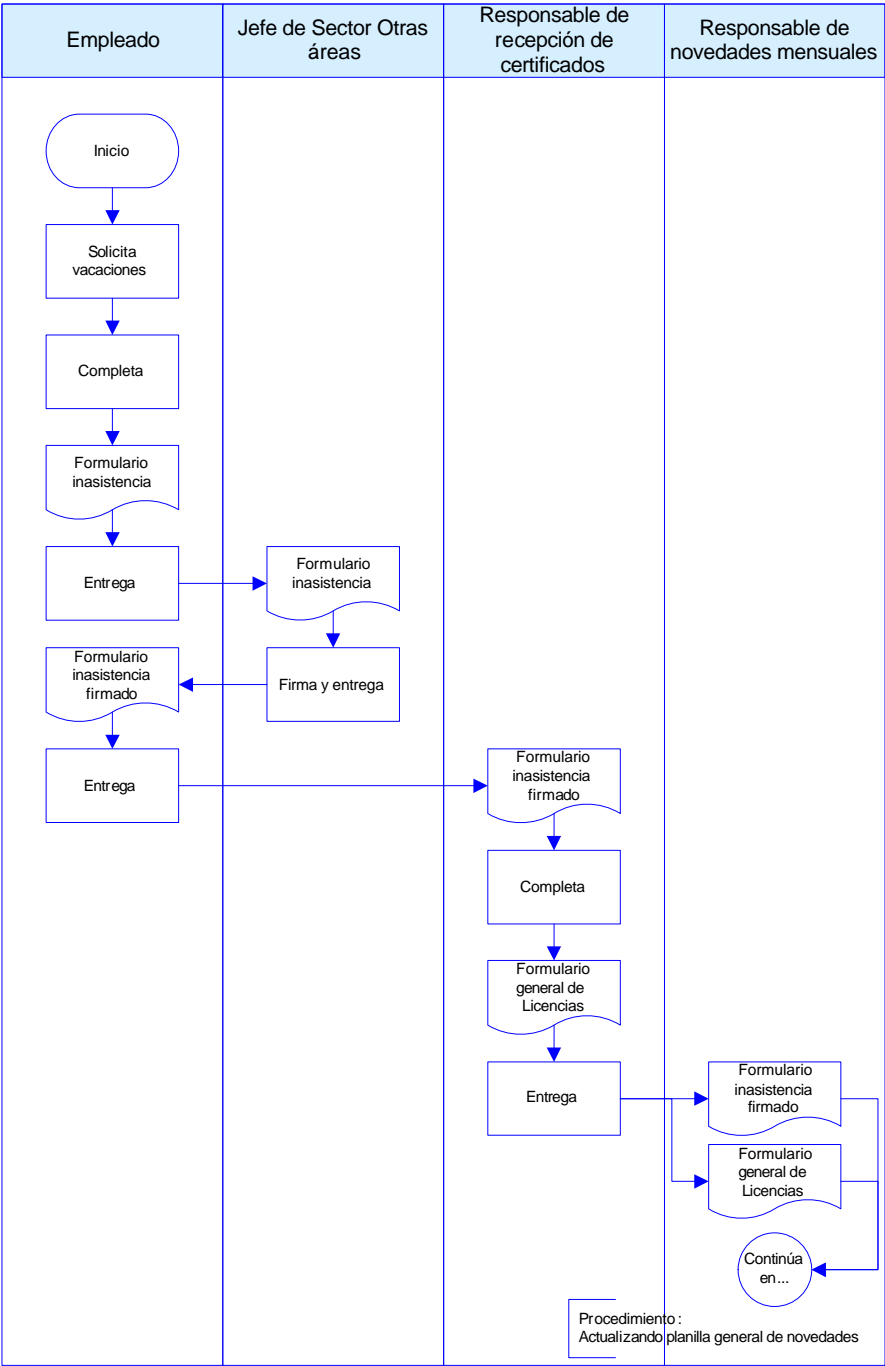 Empleado
Jefe de Sector Otras
áreas
Responsable de
recepción de
certificados
Responsable de
novedades mensuales
Inicio
Solicita
vacaciones
Completa
Formulario
inasistencia
Entrega
Formulario
inasistencia
Formulario
inasistencia
firmado
Firma y entrega
Entrega
Formulario
inasistencia
firmado
Completa
Formulario
general de
Licencias
Entrega
Formulario
inasistencia
firmado
Formulario
general de
Licencias
Continúa
en...
Procedimiento :
Actualizando planilla general de novedades